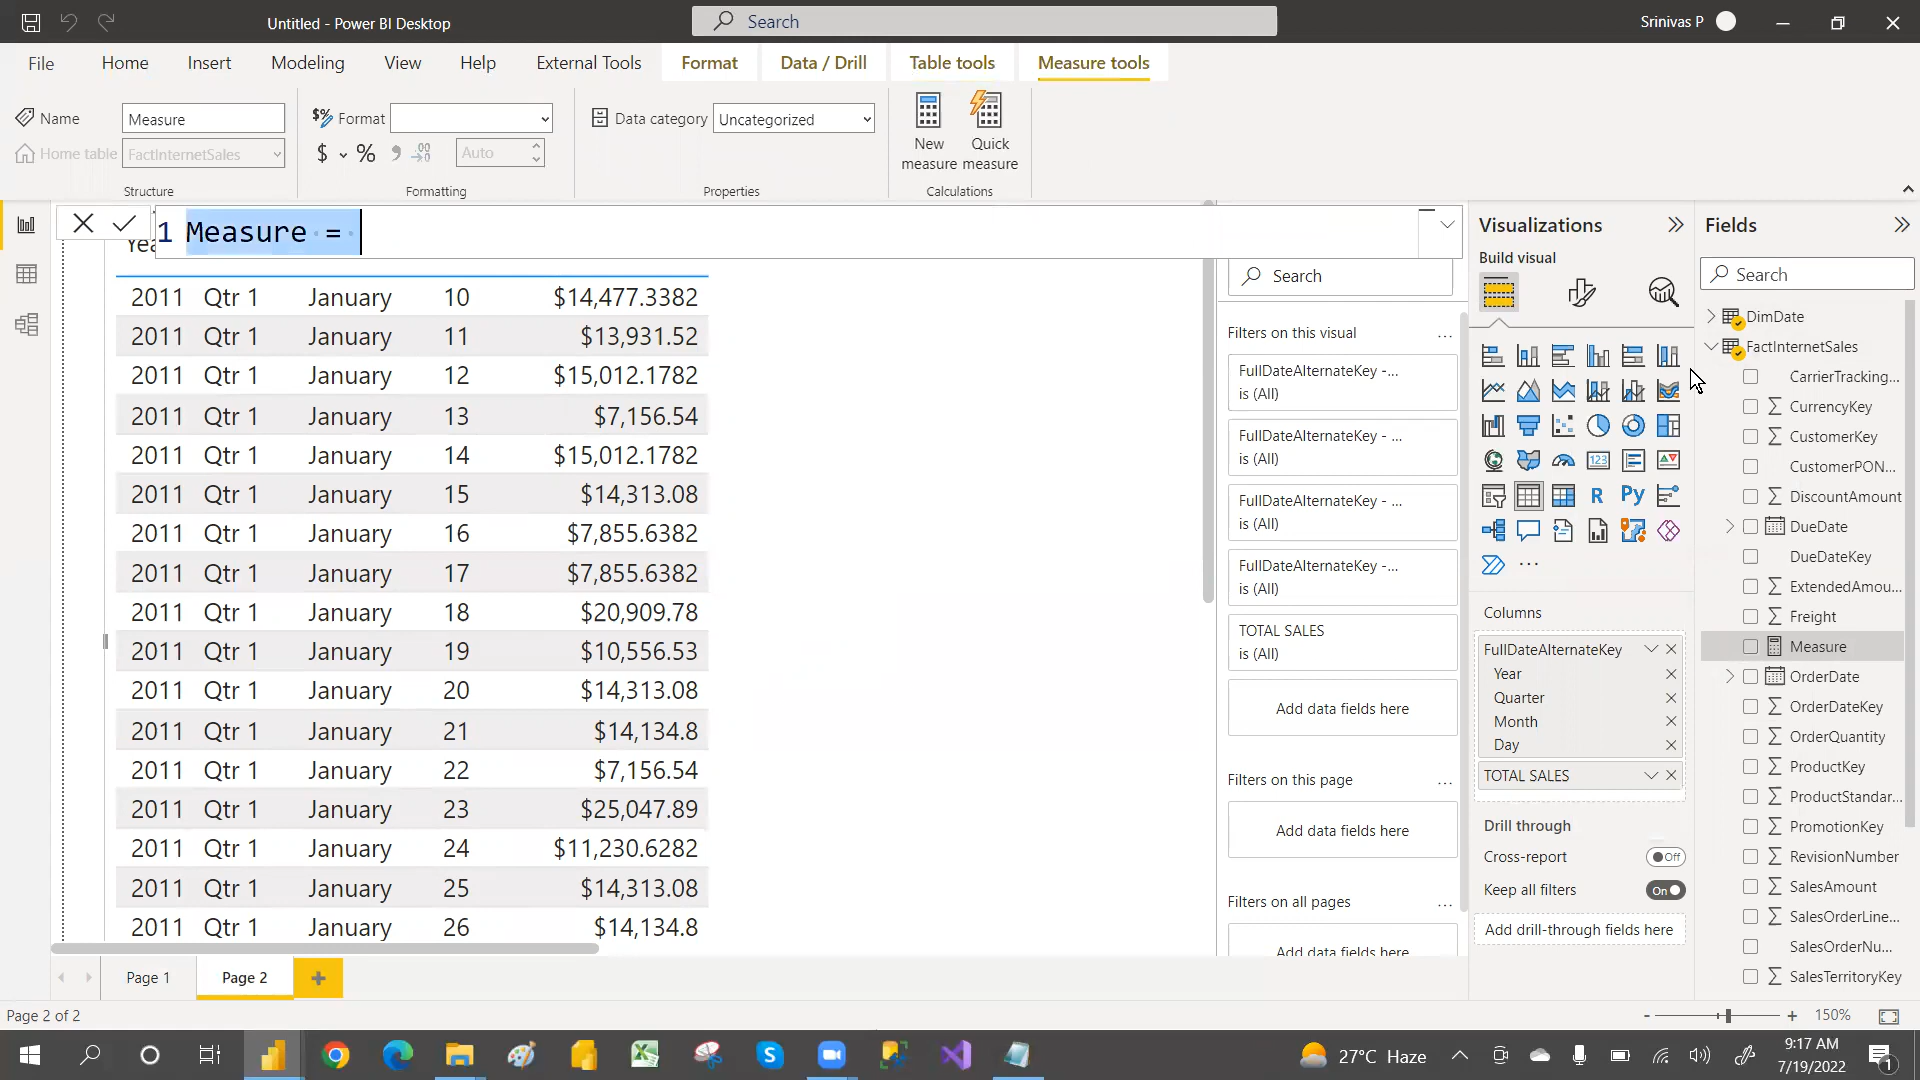 Untitled - Power BI Desktop
Search
Srinivas P
File
Home
Insert
Modeling
View
Help
External Tools
Format
Data / Drill
Table tools
Measure tools
Name
Measure
Home table
FactInternetSales
Structure
Format
$
%
Auto
Formatting
Data category
Uncategorized
Properties
New measure
Quick measure
Calculations
1 Measure =
Yea
2011 Qtr 1 January 10 $14,477.3382
2011 Qtr 1 January 11 $13,931.52
2011 Qtr 1 January 12 $15,012.1782
2011 Qtr 1 January 13 $7,156.54
2011 Qtr 1 January 14 $15,012.1782
2011 Qtr 1 January 15 $14,313.08
2011 Qtr 1 January 16 $7,855.6382
2011 Qtr 1 January 17 $7,855.6382
2011 Qtr 1 January 18 $20,909.78
2011 Qtr 1 January 19 $10,556.53
2011 Qtr 1 January 20 $14,313.08
2011 Qtr 1 January 21 $14,134.8
2011 Qtr 1 January 22 $7,156.54
2011 Qtr 1 January 23 $25,047.89
2011 Qtr 1 January 24 $11,230.6282
2011 Qtr 1 January 25 $14,313.08
2011 Qtr 1 January 26 $14,134.8
Search
Filters on this visual ...
FullDateAlternateKey -...
is (All)
FullDateAlternateKey - ...
is (All)
FullDateAlternateKey - ...
is (All)
FullDateAlternateKey -...
is (All)
TOTAL SALES
is (All)
Add data fields here
Filters on this page ...
Add data fields here
Filters on all pages ...
Add data fields here
Visualizations
Build visual
123
R
Py
...
Columns
FullDateAlternateKey
Year
Quarter
Month
Day
TOTAL SALES
Drill through
Cross-report
Off
Keep all filters
On
Add drill-through fields here
Fields
Search
DimDate
FactInternetSales
CarrierTracking...
CurrencyKey
CustomerKey
CustomerPON...
DiscountAmount
DueDate
DueDateKey
ExtendedAmou...
Freight
Measure
OrderDate
OrderDateKey
OrderQuantity
ProductKey
ProductStandar...
PromotionKey
RevisionNumber
SalesAmount
SalesOrderLine...
SalesOrderNu...
SalesTerritoryKey
Page 1
Page 2
+
Page 2 of 2
- + 150%
27°C Haze
9:17 AM
7/19/2022
1